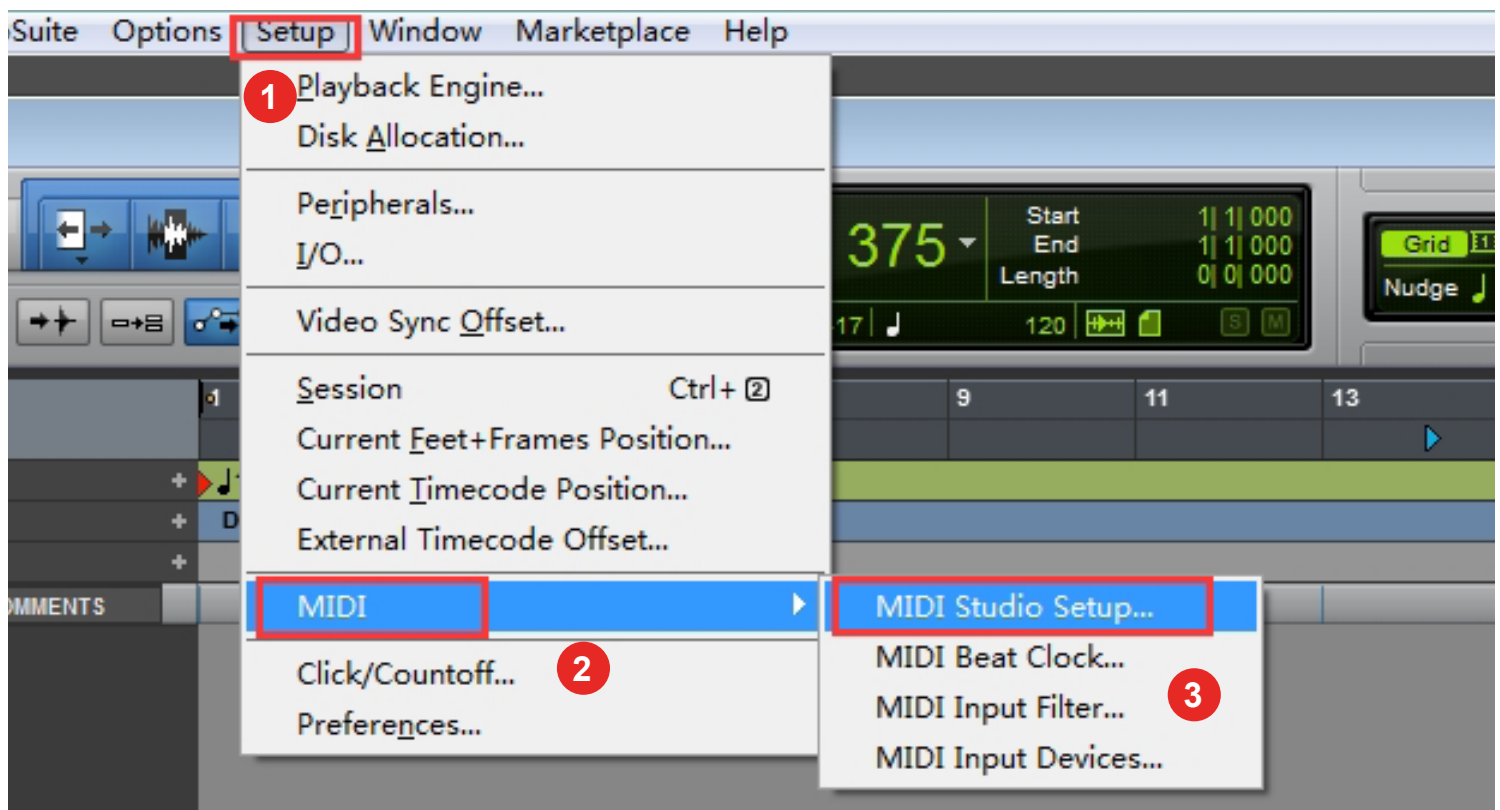 Suite Options Setup Window Marketplace Help
1
Playback Engine...
Disk Allocation...
Peripherals...
I/O...
Video Sync Offset...
Session Ctrl+ 2
Current Feet+Frames Position...
Current Timecode Position...
External Timecode Offset...
MIDI
2
Click/Countoff...
Preferences...
MIDI Studio Setup...
MIDI Beat Clock...
MIDI Input Filter...
3
MIDI Input Devices...
375
Start 1| 1| 000
End 1| 1| 000
Length 0| 0| 000
17 120 S M
Grid
Nudge
1 9 11 13
+
+ D
+
OMMENTS